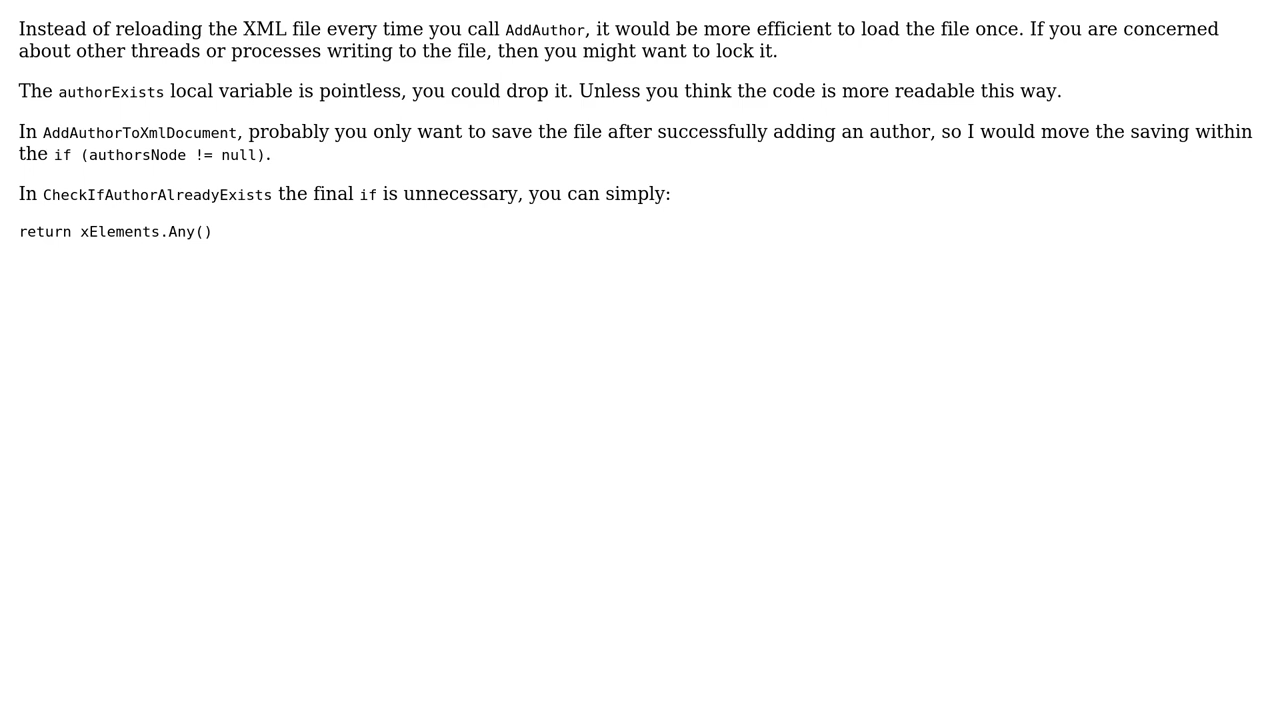 Instead of reloading the XML file every time you call AddAuthor, it would be more efficient to load the file once. If you are concerned
about other threads or processes writing to the file, then you might want to lock it.
The authorExists local variable is pointless, you could drop it. Unless you think the code is more readable this way.
In AddAuthorToXmlDocument, probably you only want to save the file after successfully adding an author, so I would move the saving within
the if (authorsNode != null).
In CheckIfAuthorAlreadyExists the final if is unnecessary, you can simply:
return xElements.Any()